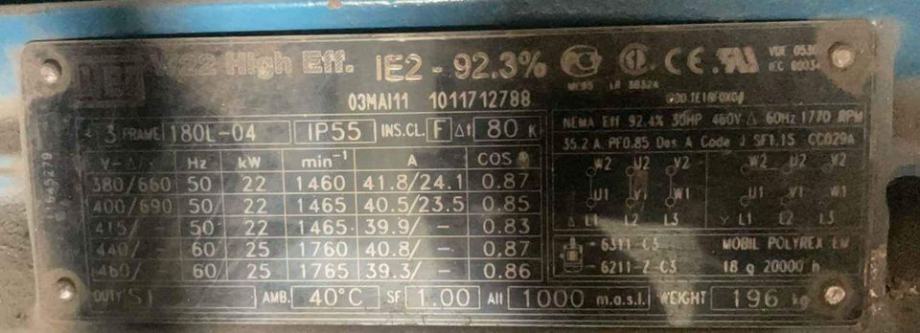 WEG W22 High Eff. IE2 - 92.3% CE VDE 0530
IEC 60034
03MAI11 1011712788
~ 3 FRAME 180L-04 IP55 INS.CL. F Δt 80 K
V Hz kW min⁻¹ A COS φ
380/660 50 22 1460 41.8/24.1 0.87
400/690 50 22 1465 40.5/23.5 0.85
415/ 50 22 1465 39.9/ - 0.83
440/ - 60 25 1760 40.8/ - 0.87
460/ 60 25 1765 39.3/ - 0.86
DUTY S1 AMB. 40°C SF 1.00 Alt 1000 m.a.s.l. WEIGHT 196 kg
NEMA Eff 92.4% 30HP 460V Δ 60Hz 1770 RPM
35.2 A PF0.85 Des A Code J SF1.15 CC029A
W2 U2 V2 W2 U2 V2
U1 V1 W1 U1 V1 W1
Δ L1 L2 L3 Y L1 L2 L3
6311-C3 MOBIL POLYREX EM
6211-Z-C3 18 g 20000 h